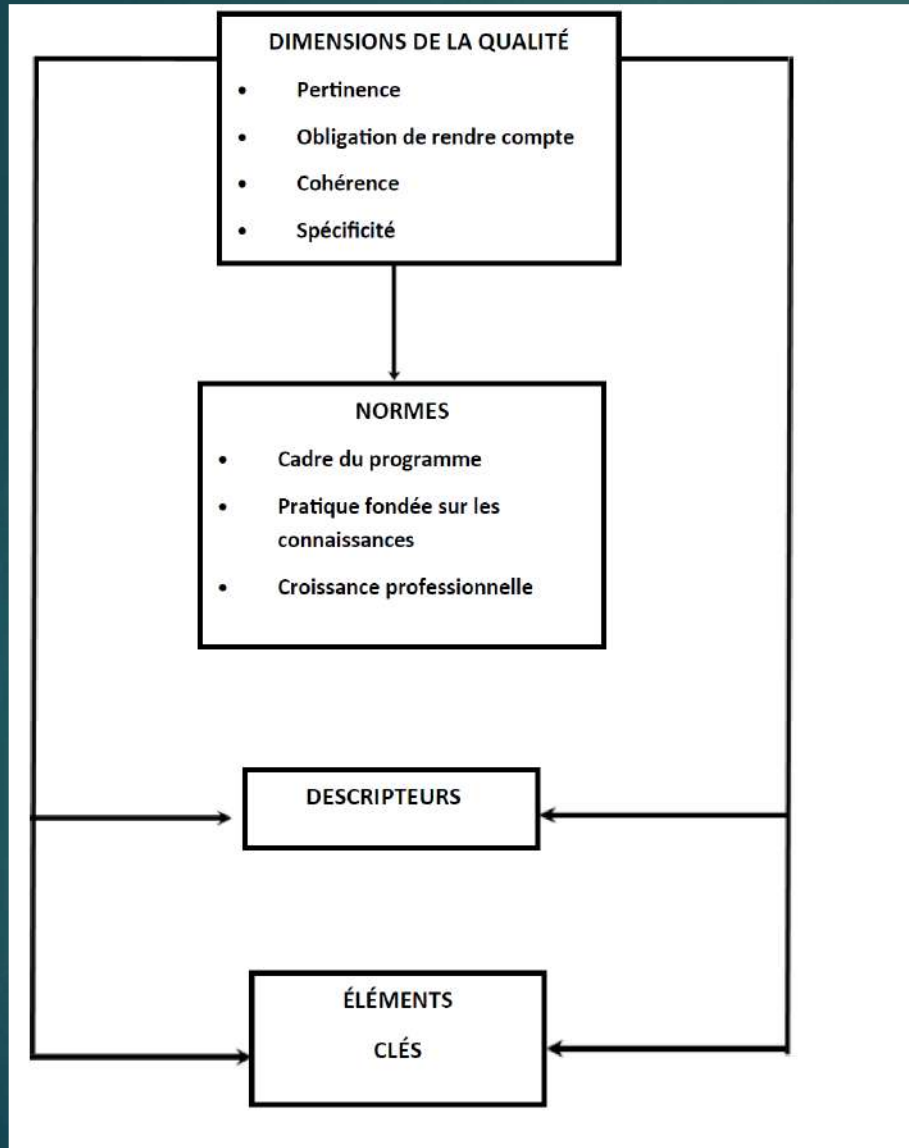 DIMENSIONS DE LA QUALITÉ
• Pertinence
• Obligation de rendre compte
• Cohérence
• Spécificité
NORMES
• Cadre du programme
• Pratique fondée sur les
connaissances
• Croissance professionnelle
DESCRIPTEURS
ÉLÉMENTS
CLÉS